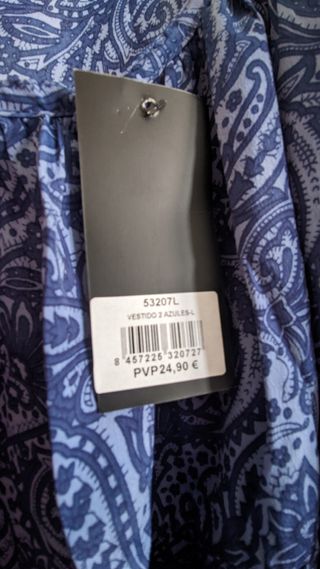 53207L
VESTIDO 2 AZULES-L
8 457225 320727
PVP24,90 €